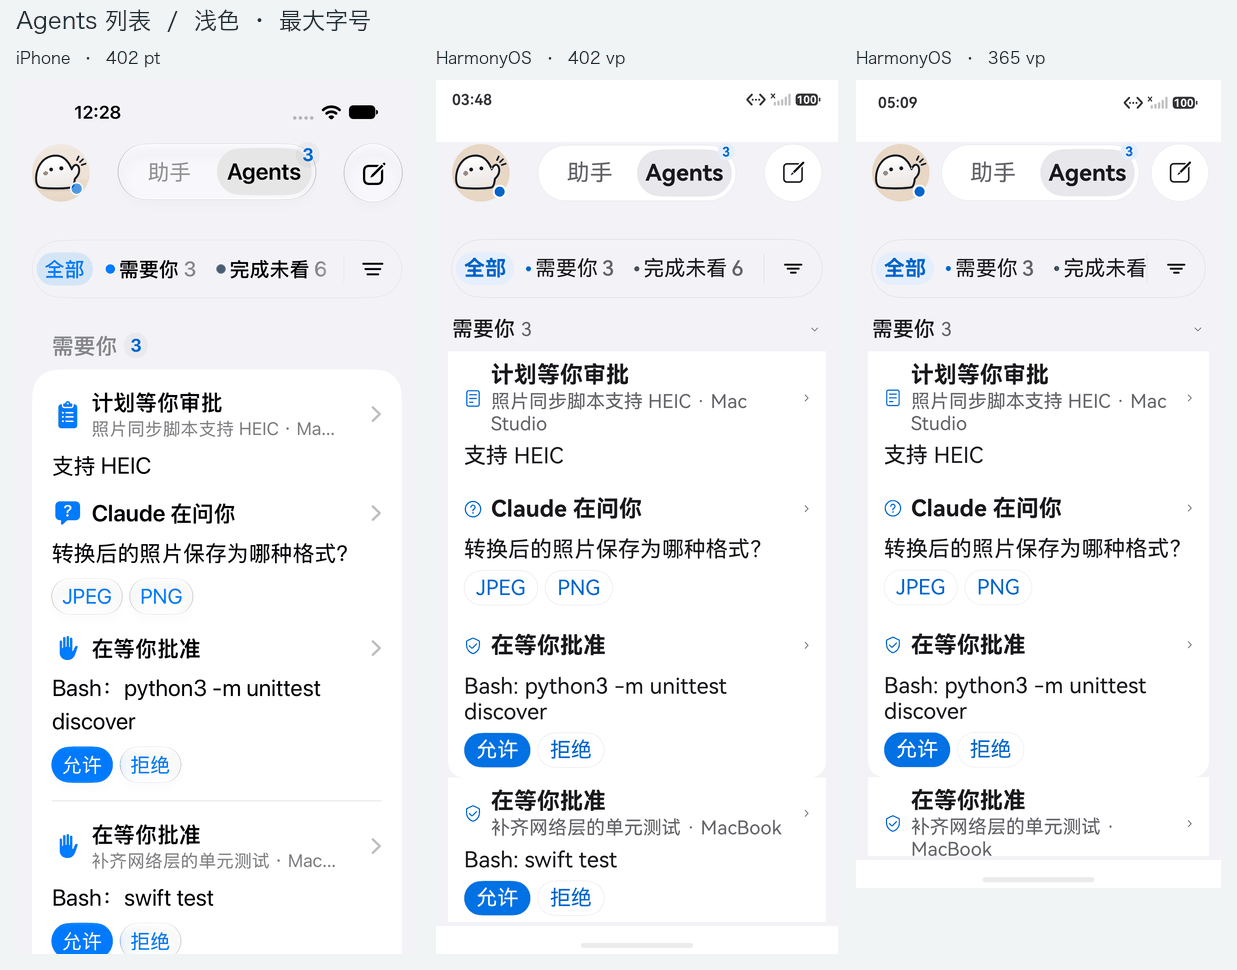 Agents 列表 / 浅色 · 最大字号
iPhone · 402 pt
12:28
助手
Agents
3
全部
需要你 3
完成未看 6
需要你 3
计划等你审批
照片同步脚本支持 HEIC · Ma...
支持 HEIC
Claude 在问你
转换后的照片保存为哪种格式？
JPEG
PNG
在等你批准
Bash： python3 -m unittest
discover
允许
拒绝
在等你批准
补齐网络层的单元测试 · Mac...
Bash： swift test
允许
拒绝
HarmonyOS · 402 vp
03:48
100
助手
Agents
3
全部
需要你 3
完成未看 6
需要你 3
计划等你审批
照片同步脚本支持 HEIC · Mac
Studio
支持 HEIC
Claude 在问你
转换后的照片保存为哪种格式？
JPEG
PNG
在等你批准
Bash: python3 -m unittest
discover
允许
拒绝
在等你批准
补齐网络层的单元测试 · MacBook
Bash: swift test
允许
拒绝
HarmonyOS · 365 vp
05:09
100
助手
Agents
3
全部
需要你 3
完成未看
需要你 3
计划等你审批
照片同步脚本支持 HEIC · Mac
Studio
支持 HEIC
Claude 在问你
转换后的照片保存为哪种格式？
JPEG
PNG
在等你批准
Bash: python3 -m unittest
discover
允许
拒绝
在等你批准
补齐网络层的单元测试 ·
MacBook